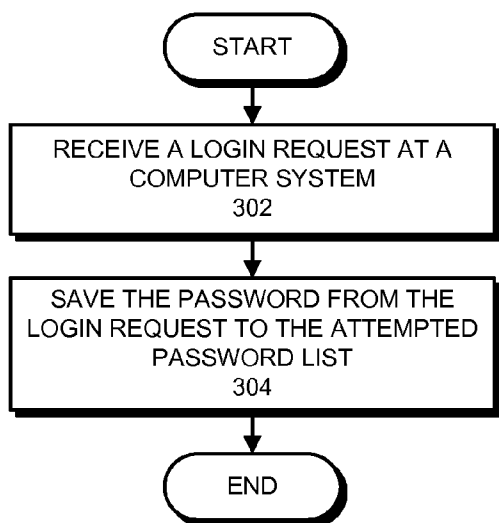 START
RECEIVE A LOGIN REQUEST AT A
COMPUTER SYSTEM
302
SAVE THE PASSWORD FROM THE
LOGIN REQUEST TO THE ATTEMPTED
PASSWORD LIST
304
END